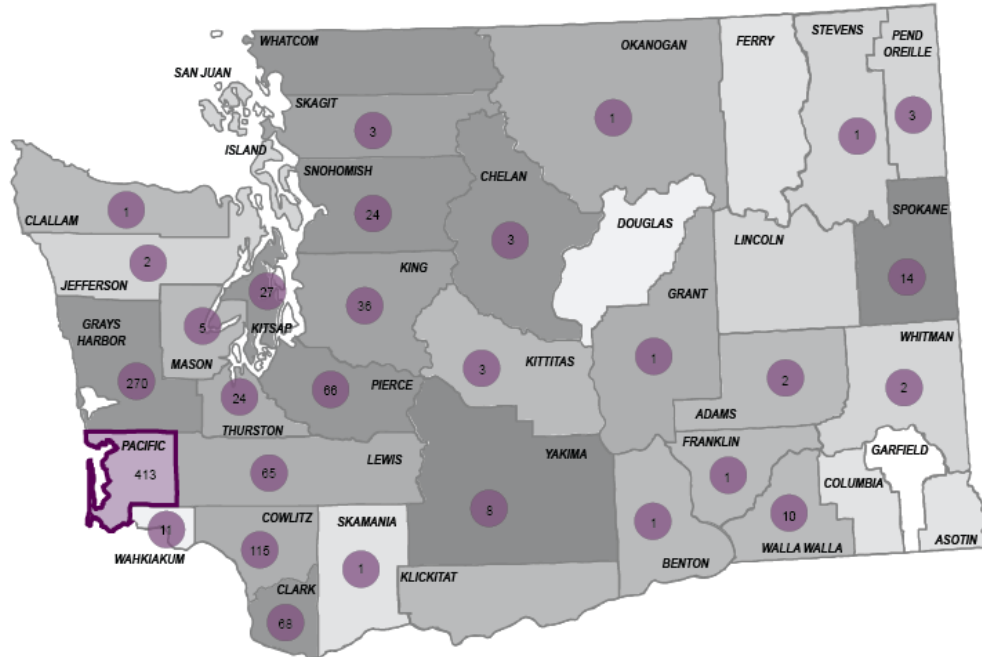 WHATCOM
OKANOGAN
FERRY
STEVENS
PEND
OREILLE
SAN JUAN
SKAGIT
3
1
1
3
ISLAND
SNOHOMISH
24
CHELAN
3
DOUGLAS
LINCOLN
SPOKANE
14
CLALLAM
1
2
JEFFERSON
KING
36
27
KITSAP
GRANT
1
GRAYS
HARBOR
270
5
MASON
24
THURSTON
66
PIERCE
3
KITTITAS
2
ADAMS
WHITMAN
2
PACIFIC
413
65
LEWIS
YAKIMA
8
FRANKLIN
1
GARFIELD
COLUMBIA
11
WAHKIAKUM
COWLITZ
115
SKAMANIA
1
KLICKITAT
1
BENTON
10
WALLA WALLA
ASOTIN
CLARK
68